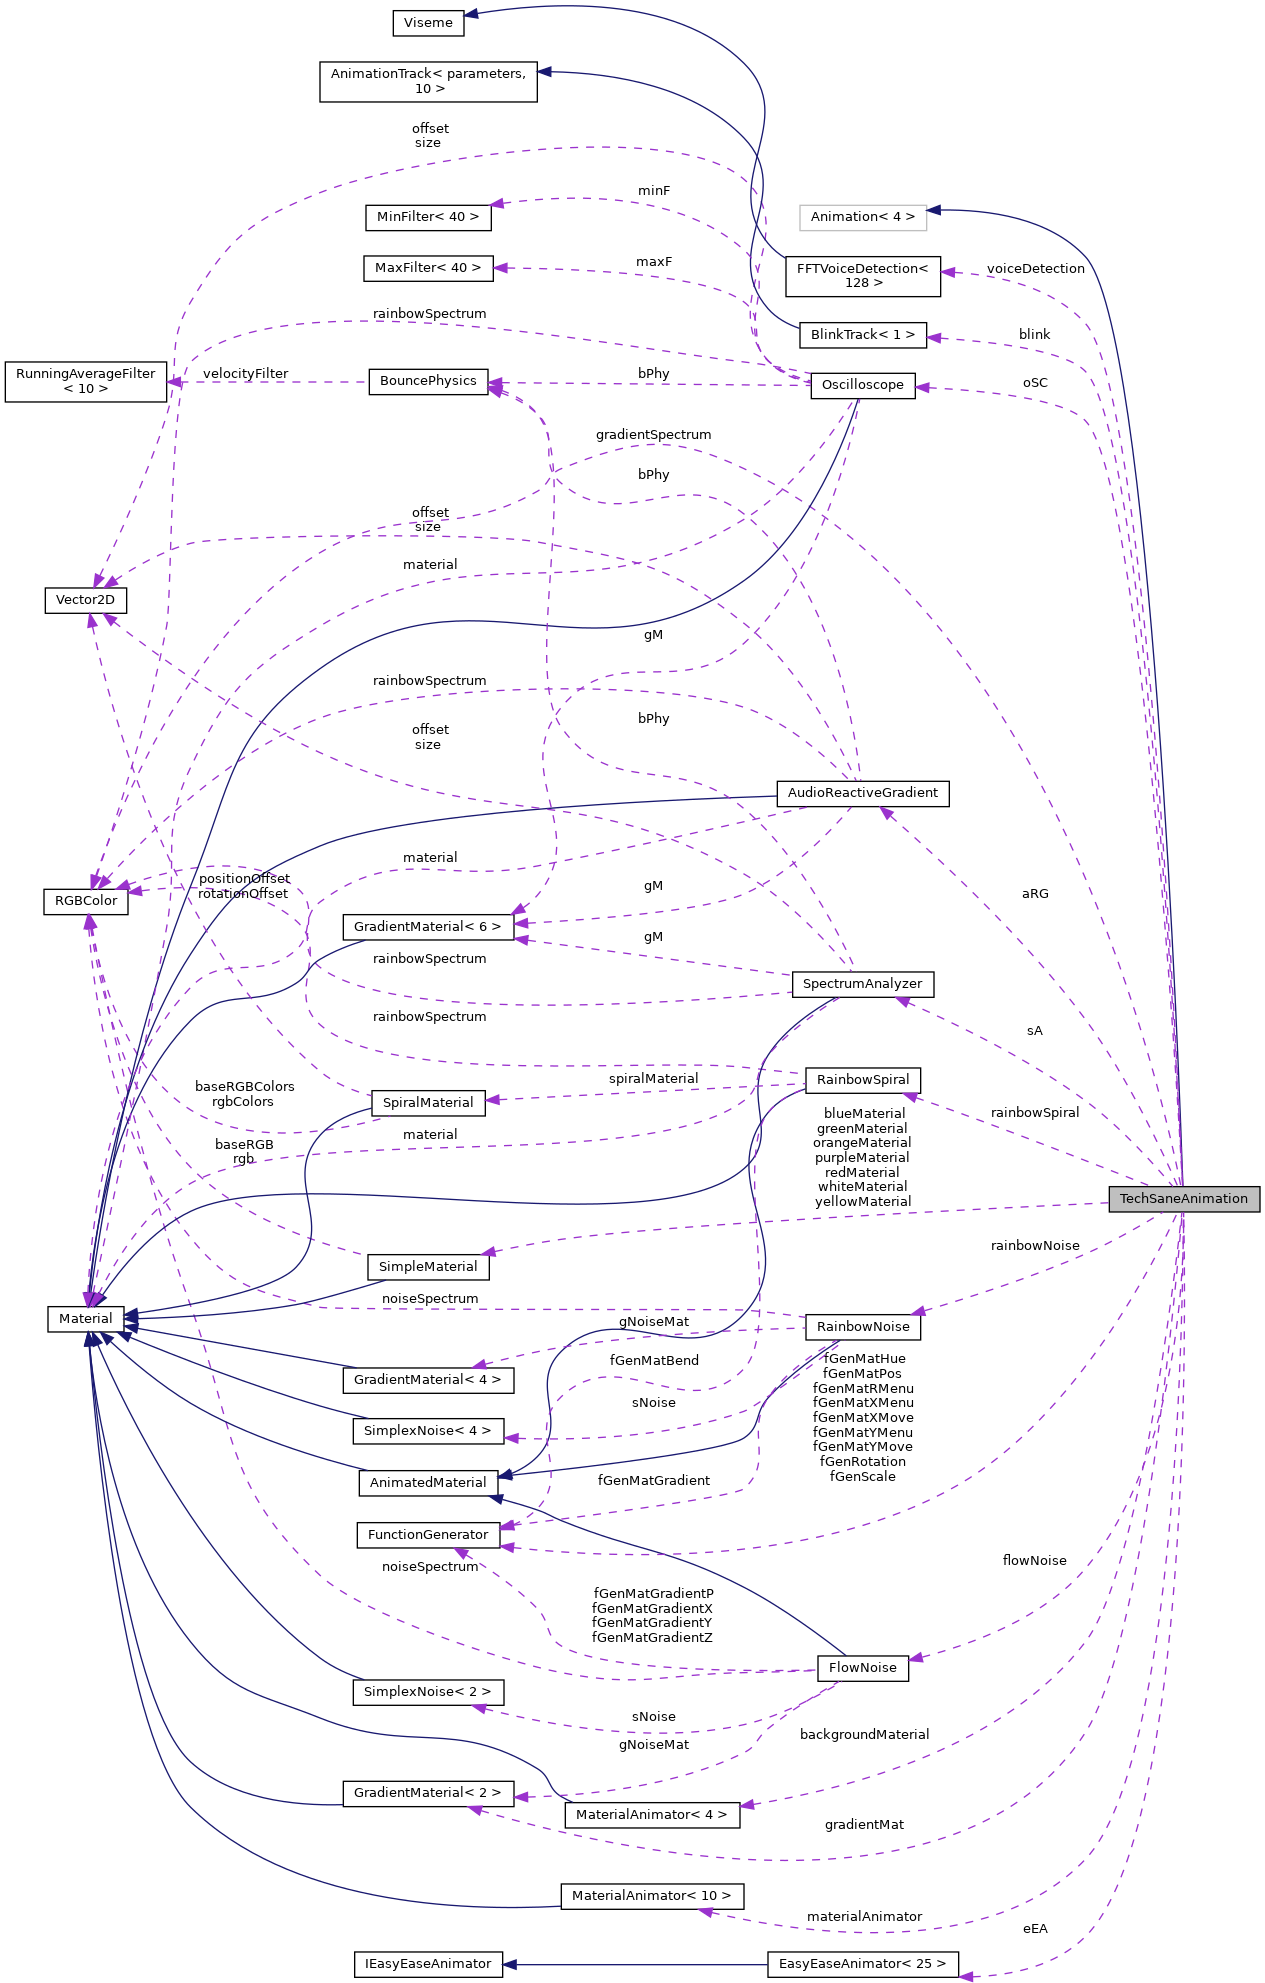 Viseme
AnimationTrack< parameters,
10 >
offset
size
minF
MinFilter< 40 >
Animation< 4 >
maxF
MaxFilter< 40 >
FFTVoiceDetection<
128 >
voiceDetection
rainbowSpectrum
BlinkTrack< 1 >
blink
RunningAverageFilter
< 10 >
velocityFilter
BouncePhysics
bPhy
Oscilloscope
oSC
gradientSpectrum
bPhy
offset
size
material
Vector2D
gM
rainbowSpectrum
bPhy
offset
size
AudioReactiveGradient
material
positionOffset
rotationOffset
RGBColor
gM
aRG
GradientMaterial< 6 >
gM
rainbowSpectrum
SpectrumAnalyzer
rainbowSpectrum
sA
spiralMaterial
RainbowSpiral
baseRGBColors
rgbColors
SpiralMaterial
rainbowSpiral
blueMaterial
greenMaterial
orangeMaterial
purpleMaterial
redMaterial
whiteMaterial
yellowMaterial
material
baseRGB
rgb
TechSaneAnimation
rainbowNoise
SimpleMaterial
noiseSpectrum
Material
gNoiseMat
RainbowNoise
fGenMatBend
fGenMatHue
fGenMatPos
fGenMatRMenu
fGenMatXMenu
fGenMatXMove
fGenMatYMenu
fGenMatYMove
fGenRotation
fGenScale
GradientMaterial< 4 >
sNoise
SimplexNoise< 4 >
AnimatedMaterial
fGenMatGradient
FunctionGenerator
noiseSpectrum
flowNoise
fGenMatGradientP
fGenMatGradientX
fGenMatGradientY
fGenMatGradientZ
FlowNoise
SimplexNoise< 2 >
sNoise
gNoiseMat
backgroundMaterial
GradientMaterial< 2 >
MaterialAnimator< 4 >
gradientMat
MaterialAnimator< 10 >
materialAnimator
eEA
IEasyEaseAnimator
EasyEaseAnimator< 25 >